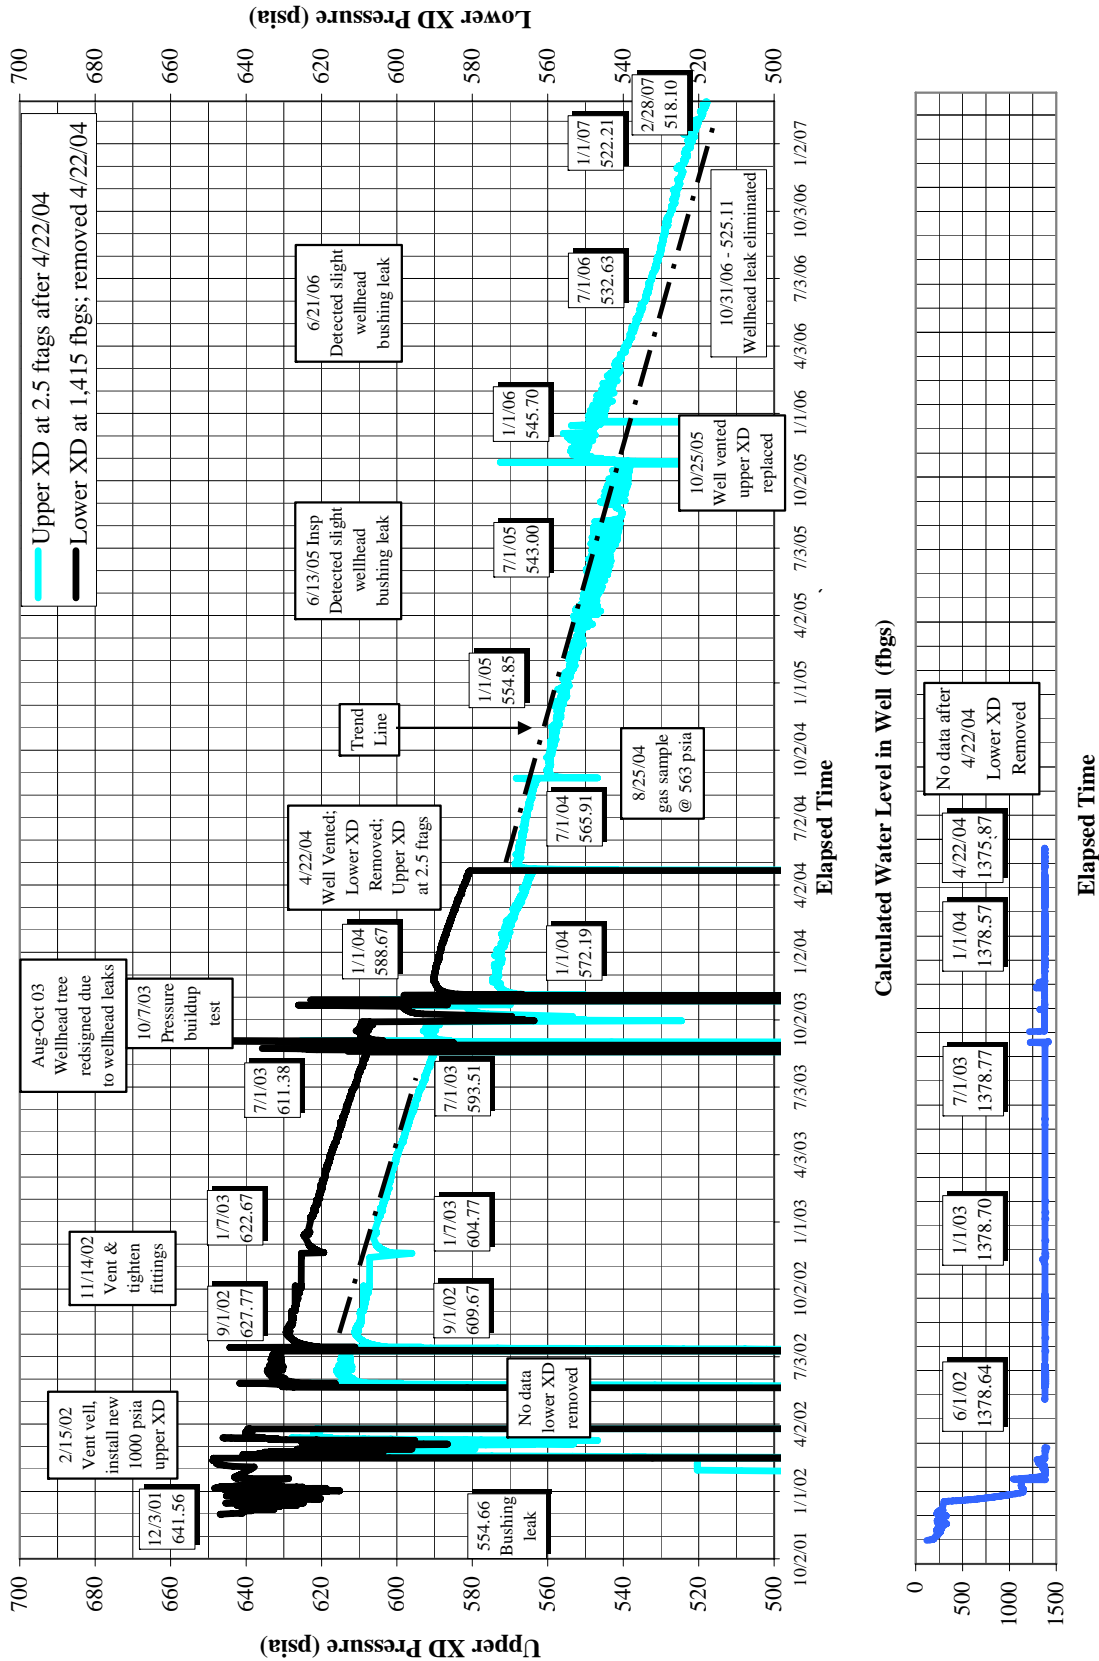 Lower XD Pressure (psia)
700
680
660
640
620
600
580
560
540
520
500
Upper XD at 2.5 ftags after 4/22/04
Lower XD at 1,415 fbgs; removed 4/22/04
Upper XD Pressure (psia)
700
680
660
640
620
600
580
560
540
520
500
12/3/01
641.56
2/15/02
Vent vell,
install new
1000 psia
upper XD
554.66
Bushing
leak
No data
lower XD
removed
9/1/02
627.77
9/1/02
609.67
11/14/02
Vent &
tighten
fittings
1/7/03
622.67
1/7/03
604.77
7/1/03
611.38
7/1/03
593.51
Aug-Oct 03
Wellhead tree
redsigned due
to wellhead leaks
10/7/03
Pressure
buildup
test
1/1/04
588.67
1/1/04
572.19
4/22/04
Well Vented;
Lower XD
Removed;
Upper XD
at 2.5 ftags
7/1/04
565.91
8/25/04
gas sample
@ 563 psia
Trend
Line
1/1/05
554.85
6/13/05 Insp
Detected slight
wellhead
bushing leak
7/1/05
543.00
10/25/05
Well vented
upper XD
replaced
1/1/06
545.70
6/21/06
Detected slight
wellhead
bushing leak
7/1/06
532.63
10/31/06 - 525.11
Wellhead leak eliminated
1/1/07
522.21
2/28/07
518.10
10/2/01
1/1/02
4/2/02
7/3/02
10/2/02
1/1/03
4/3/03
7/3/03
10/2/03
1/2/04
4/2/04
7/2/04
10/2/04
1/1/05
4/2/05
7/3/05
10/2/05
1/1/06
4/3/06
7/3/06
10/3/06
1/2/07
Elapsed Time
`
Calculated Water Level in Well (fbgs)
0
500
1000
1500
6/1/02
1378.64
1/1/03
1378.70
7/1/03
1378.77
1/1/04
1378.57
4/22/04
1375.87
`
No data after
4/22/04
Lower XD
Removed
Elapsed Time